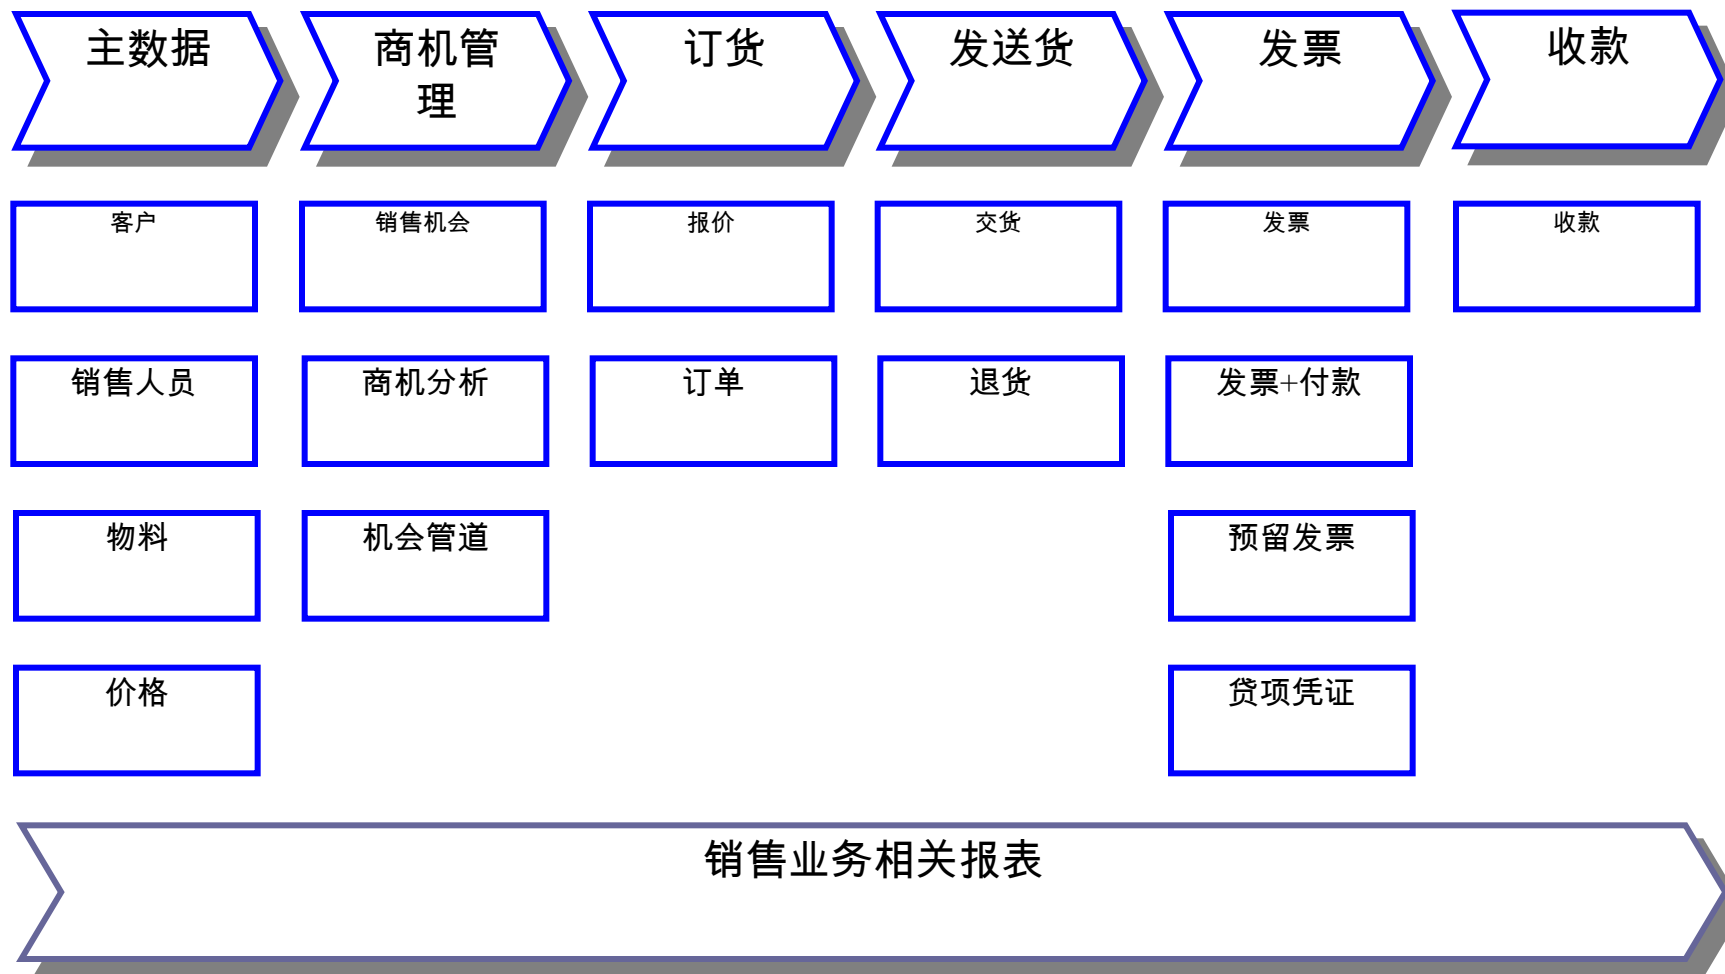 主数据
商机管
理
订货
发送货
发票
收款
客户
销售机会
报价
交货
发票
收款
销售人员
商机分析
订单
退货
发票+付款
物料
机会管道
预留发票
价格
贷项凭证
销售业务相关报表